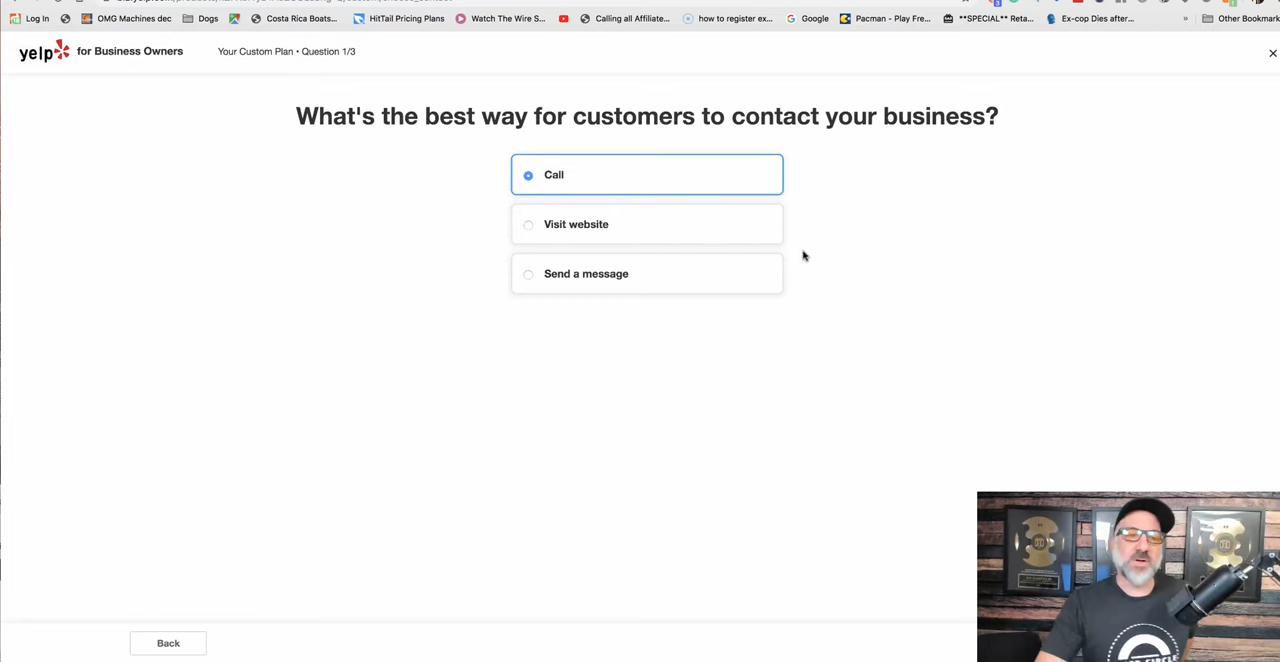 Log In
OMG Machines dec
Dogs
Costa Rica Boats...
HitTail Pricing Plans
Watch The Wire S...
Calling all Affiliate...
how to register ex...
Google
Pacman - Play Fre...
**SPECIAL** Reta...
Ex-cop Dies after...
»
Other Bookmark
yelp for Business Owners
Your Custom Plan • Question 1/3
What's the best way for customers to contact your business?
Call
Visit website
Send a message
Back